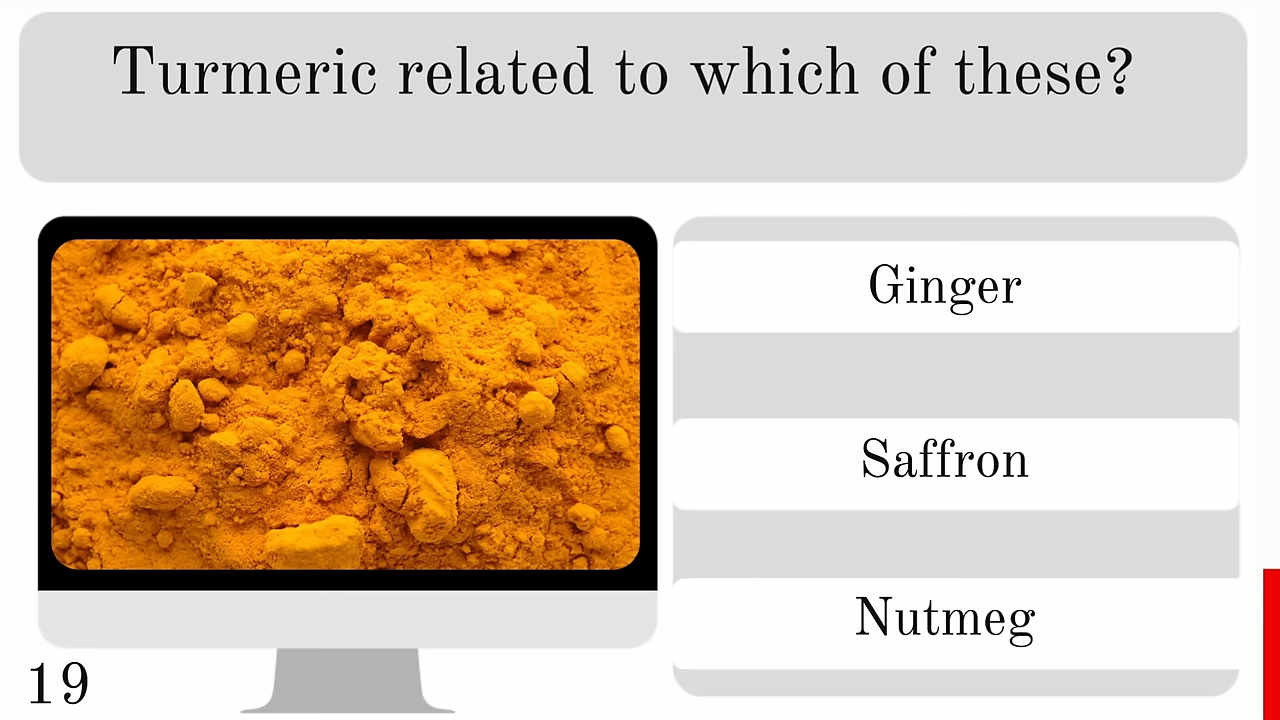 Turmeric related to which of these?
Ginger
Saffron
Nutmeg
19